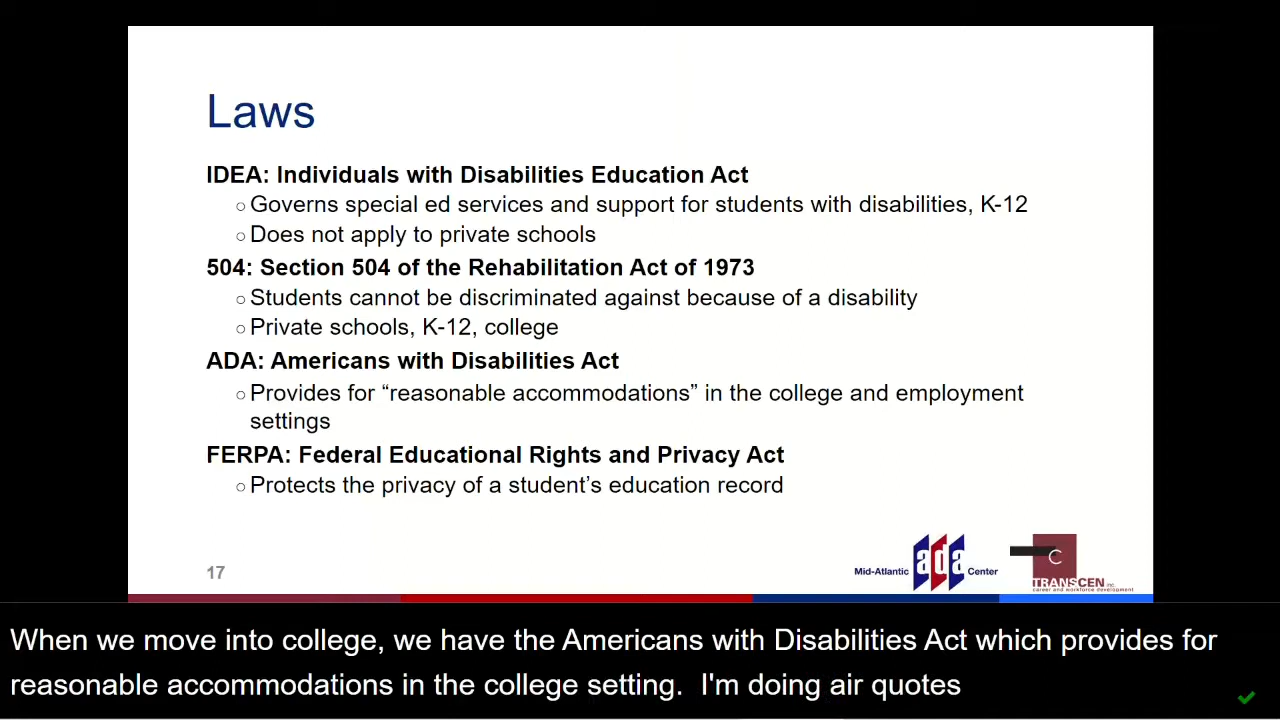 Laws
IDEA: Individuals with Disabilities Education Act
○ Governs special ed services and support for students with disabilities, K-12
○ Does not apply to private schools
504: Section 504 of the Rehabilitation Act of 1973
○ Students cannot be discriminated against because of a disability
○ Private schools, K-12, college
ADA: Americans with Disabilities Act
○ Provides for “reasonable accommodations” in the college and employment
settings
FERPA: Federal Educational Rights and Privacy Act
○ Protects the privacy of a student’s education record
17
Mid-Atlantic ada Center
C
TRANSCEN inc.
career and workforce development
When we move into college, we have the Americans with Disabilities Act which provides for
reasonable accommodations in the college setting.  I'm doing air quotes